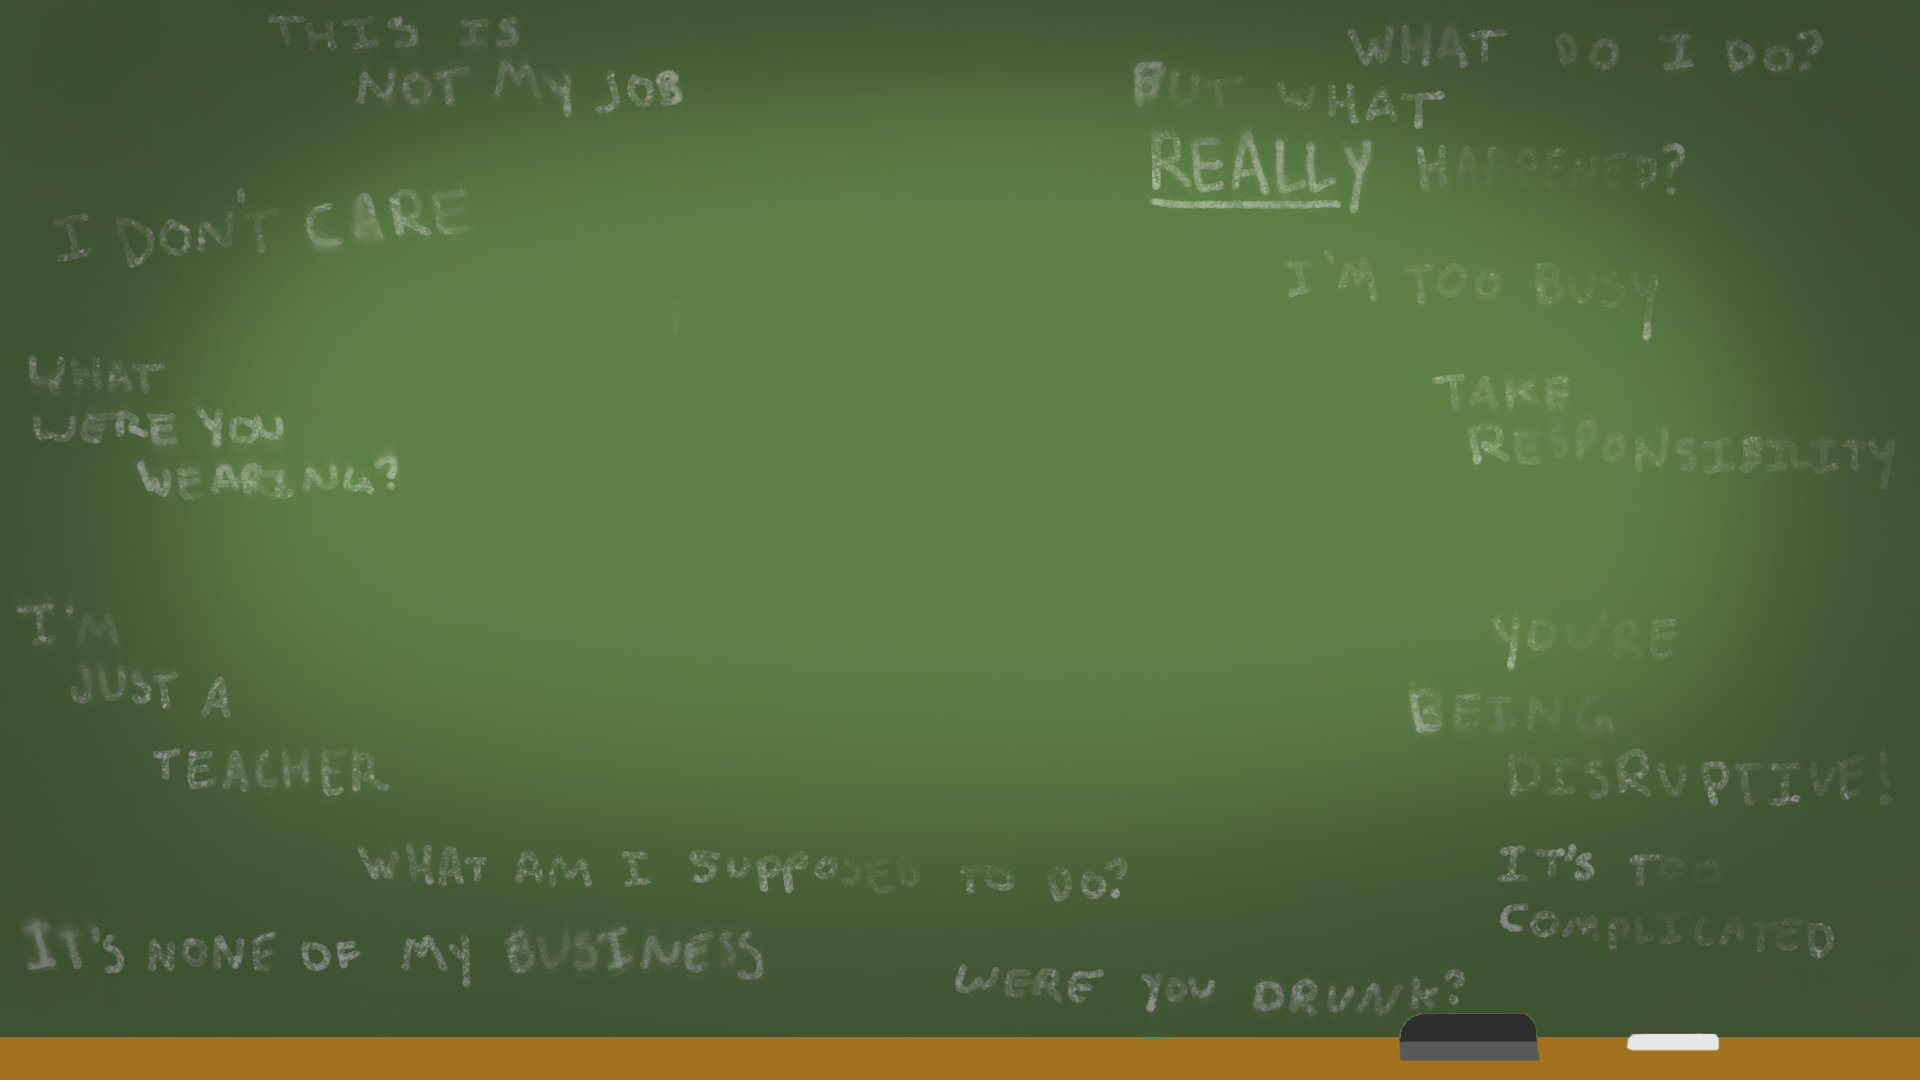 THIS IS
NOT MY JOB
WHAT DO I DO?
BUT WHAT
REALLY HAPPENED?
I DON'T CARE
I'M TOO BUSY
WHAT
WERE YOU
WEARING?
TAKE
RESPONSIBILITY
I'M
JUST A
TEACHER
YOU'RE
BEING
DISRUPTIVE!
WHAT AM I SUPPOSED TO DO?
IT'S TOO
COMPLICATED
IT'S NONE OF MY BUSINESS
WERE YOU DRUNK?